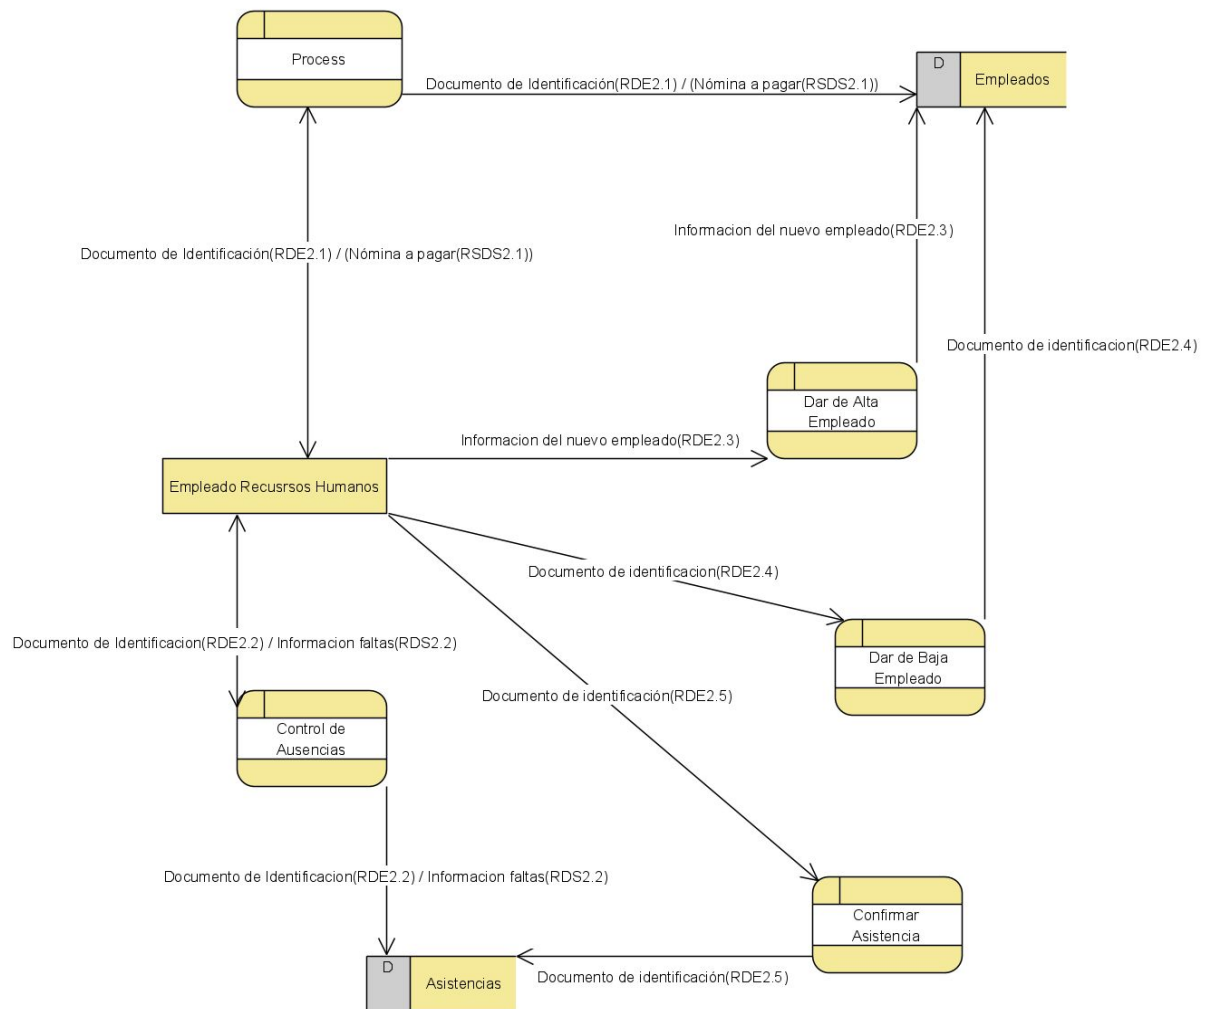 Process
D
Empleados
Documento de Identificación(RDE2.1) / (Nómina a pagar(RSDS2.1))
Informacion del nuevo empleado(RDE2.3)
Documento de Identificación(RDE2.1) / (Nómina a pagar(RSDS2.1))
Documento de identificacion(RDE2.4)
Dar de Alta
Empleado
Informacion del nuevo empleado(RDE2.3)
Empleado Recusrsos Humanos
Documento de identificacion(RDE2.4)
Documento de Identificacion(RDE2.2) / Informacion faltas(RDS2.2)
Dar de Baja
Empleado
Documento de identificación(RDE2.5)
Control de
Ausencias
Documento de Identificacion(RDE2.2) / Informacion faltas(RDS2.2)
Confirmar
Asistencia
D
Asistencias
Documento de identificación(RDE2.5)